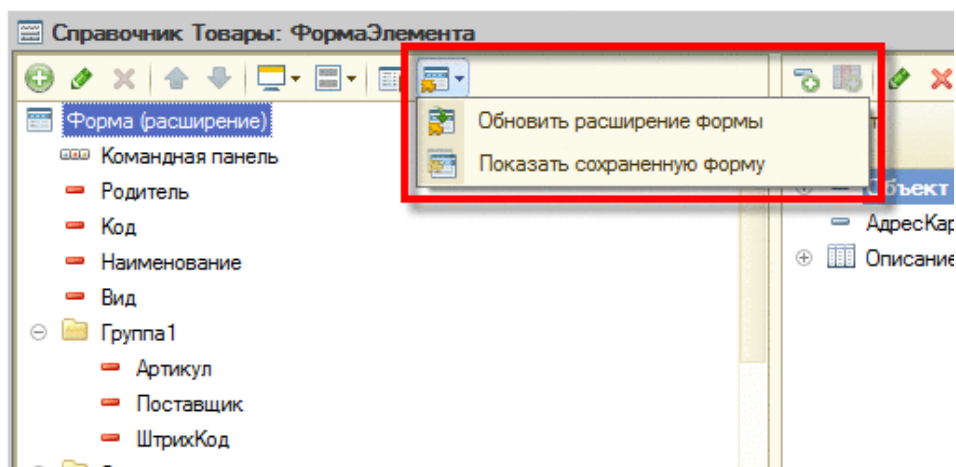 Справочник Товары: ФормаЭлемента
Обновить расширение формы
Показать сохраненную форму
Форма (расширение)
Командная панель
Родитель
Код
Наименование
Вид
Группа1
Артикул
Поставщик
ШтрихКод
Объект
АдресКар
Описание